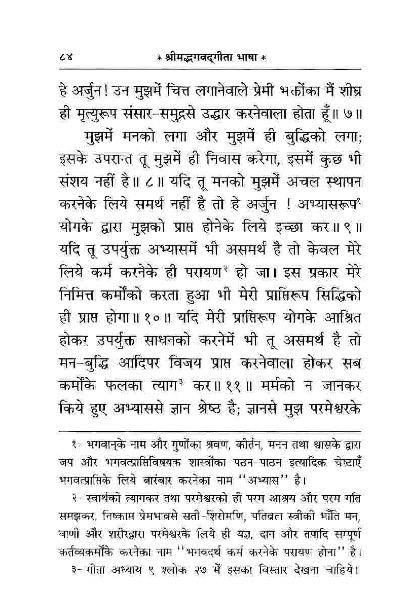 ८४ * श्रीमद्भगवद्गीता भाषा *
हे अर्जुन! उन मुझमें चित्त लगानेवाले प्रेमी भक्तोंका मैं शीघ्र
ही मृत्युरूप संसार-समुद्रसे उद्धार करनेवाला होता हूँ॥ ७॥
मुझमें मनको लगा और मुझमें ही बुद्धिको लगा;
इसके उपरान्त तू मुझमें ही निवास करेगा, इसमें कुछ भी
संशय नहीं है॥ ८॥ यदि तू मनको मुझमें अचल स्थापन
करनेके लिये समर्थ नहीं है तो हे अर्जुन ! अभ्यासरूप१
योगके द्वारा मुझको प्राप्त होनेके लिये इच्छा कर॥ ९॥
यदि तू उपर्युक्त अभ्यासमें भी असमर्थ है तो केवल मेरे
लिये कर्म करनेके ही परायण२ हो जा। इस प्रकार मेरे
निमित्त कर्मोंको करता हुआ भी मेरी प्राप्तिरूप सिद्धिको
ही प्राप्त होगा॥ १०॥ यदि मेरी प्राप्तिरूप योगके आश्रित
होकर उपर्युक्त साधनको करनेमें भी तू असमर्थ है तो
मन-बुद्धि आदिपर विजय प्राप्त करनेवाला होकर सब
कर्मोंके फलका त्याग३ कर॥ ११॥ मर्मको न जानकर
किये हुए अभ्याससे ज्ञान श्रेष्ठ है; ज्ञानसे मुझ परमेश्वरके
१- भगवान्‌के नाम और गुणोंका श्रवण, कीर्तन, मनन तथा श्वासके द्वारा
जप और भगवत्प्राप्तिविषयक शास्त्रोंका पठन-पाठन इत्यादिक चेष्टाएँ
भगवत्प्राप्तिके लिये बारंबार करनेका नाम ''अभ्यास'' है।
२- स्वार्थको त्यागकर तथा परमेश्वरको ही परम आश्रय और परम गति
समझकर, निष्काम प्रेमभावसे सती-शिरोमणि, पतिव्रता स्त्रीकी भाँति मन,
वाणी और शरीरद्वारा परमेश्वरके लिये ही यज्ञ, दान और तपादि सम्पूर्ण
कर्तव्यकर्मोंके करनेका नाम ''भगवदर्थ कर्म करनेके परायण होना'' है।
३- गीता अध्याय ९ श्लोक २७ में इसका विस्तार देखना चाहिये।